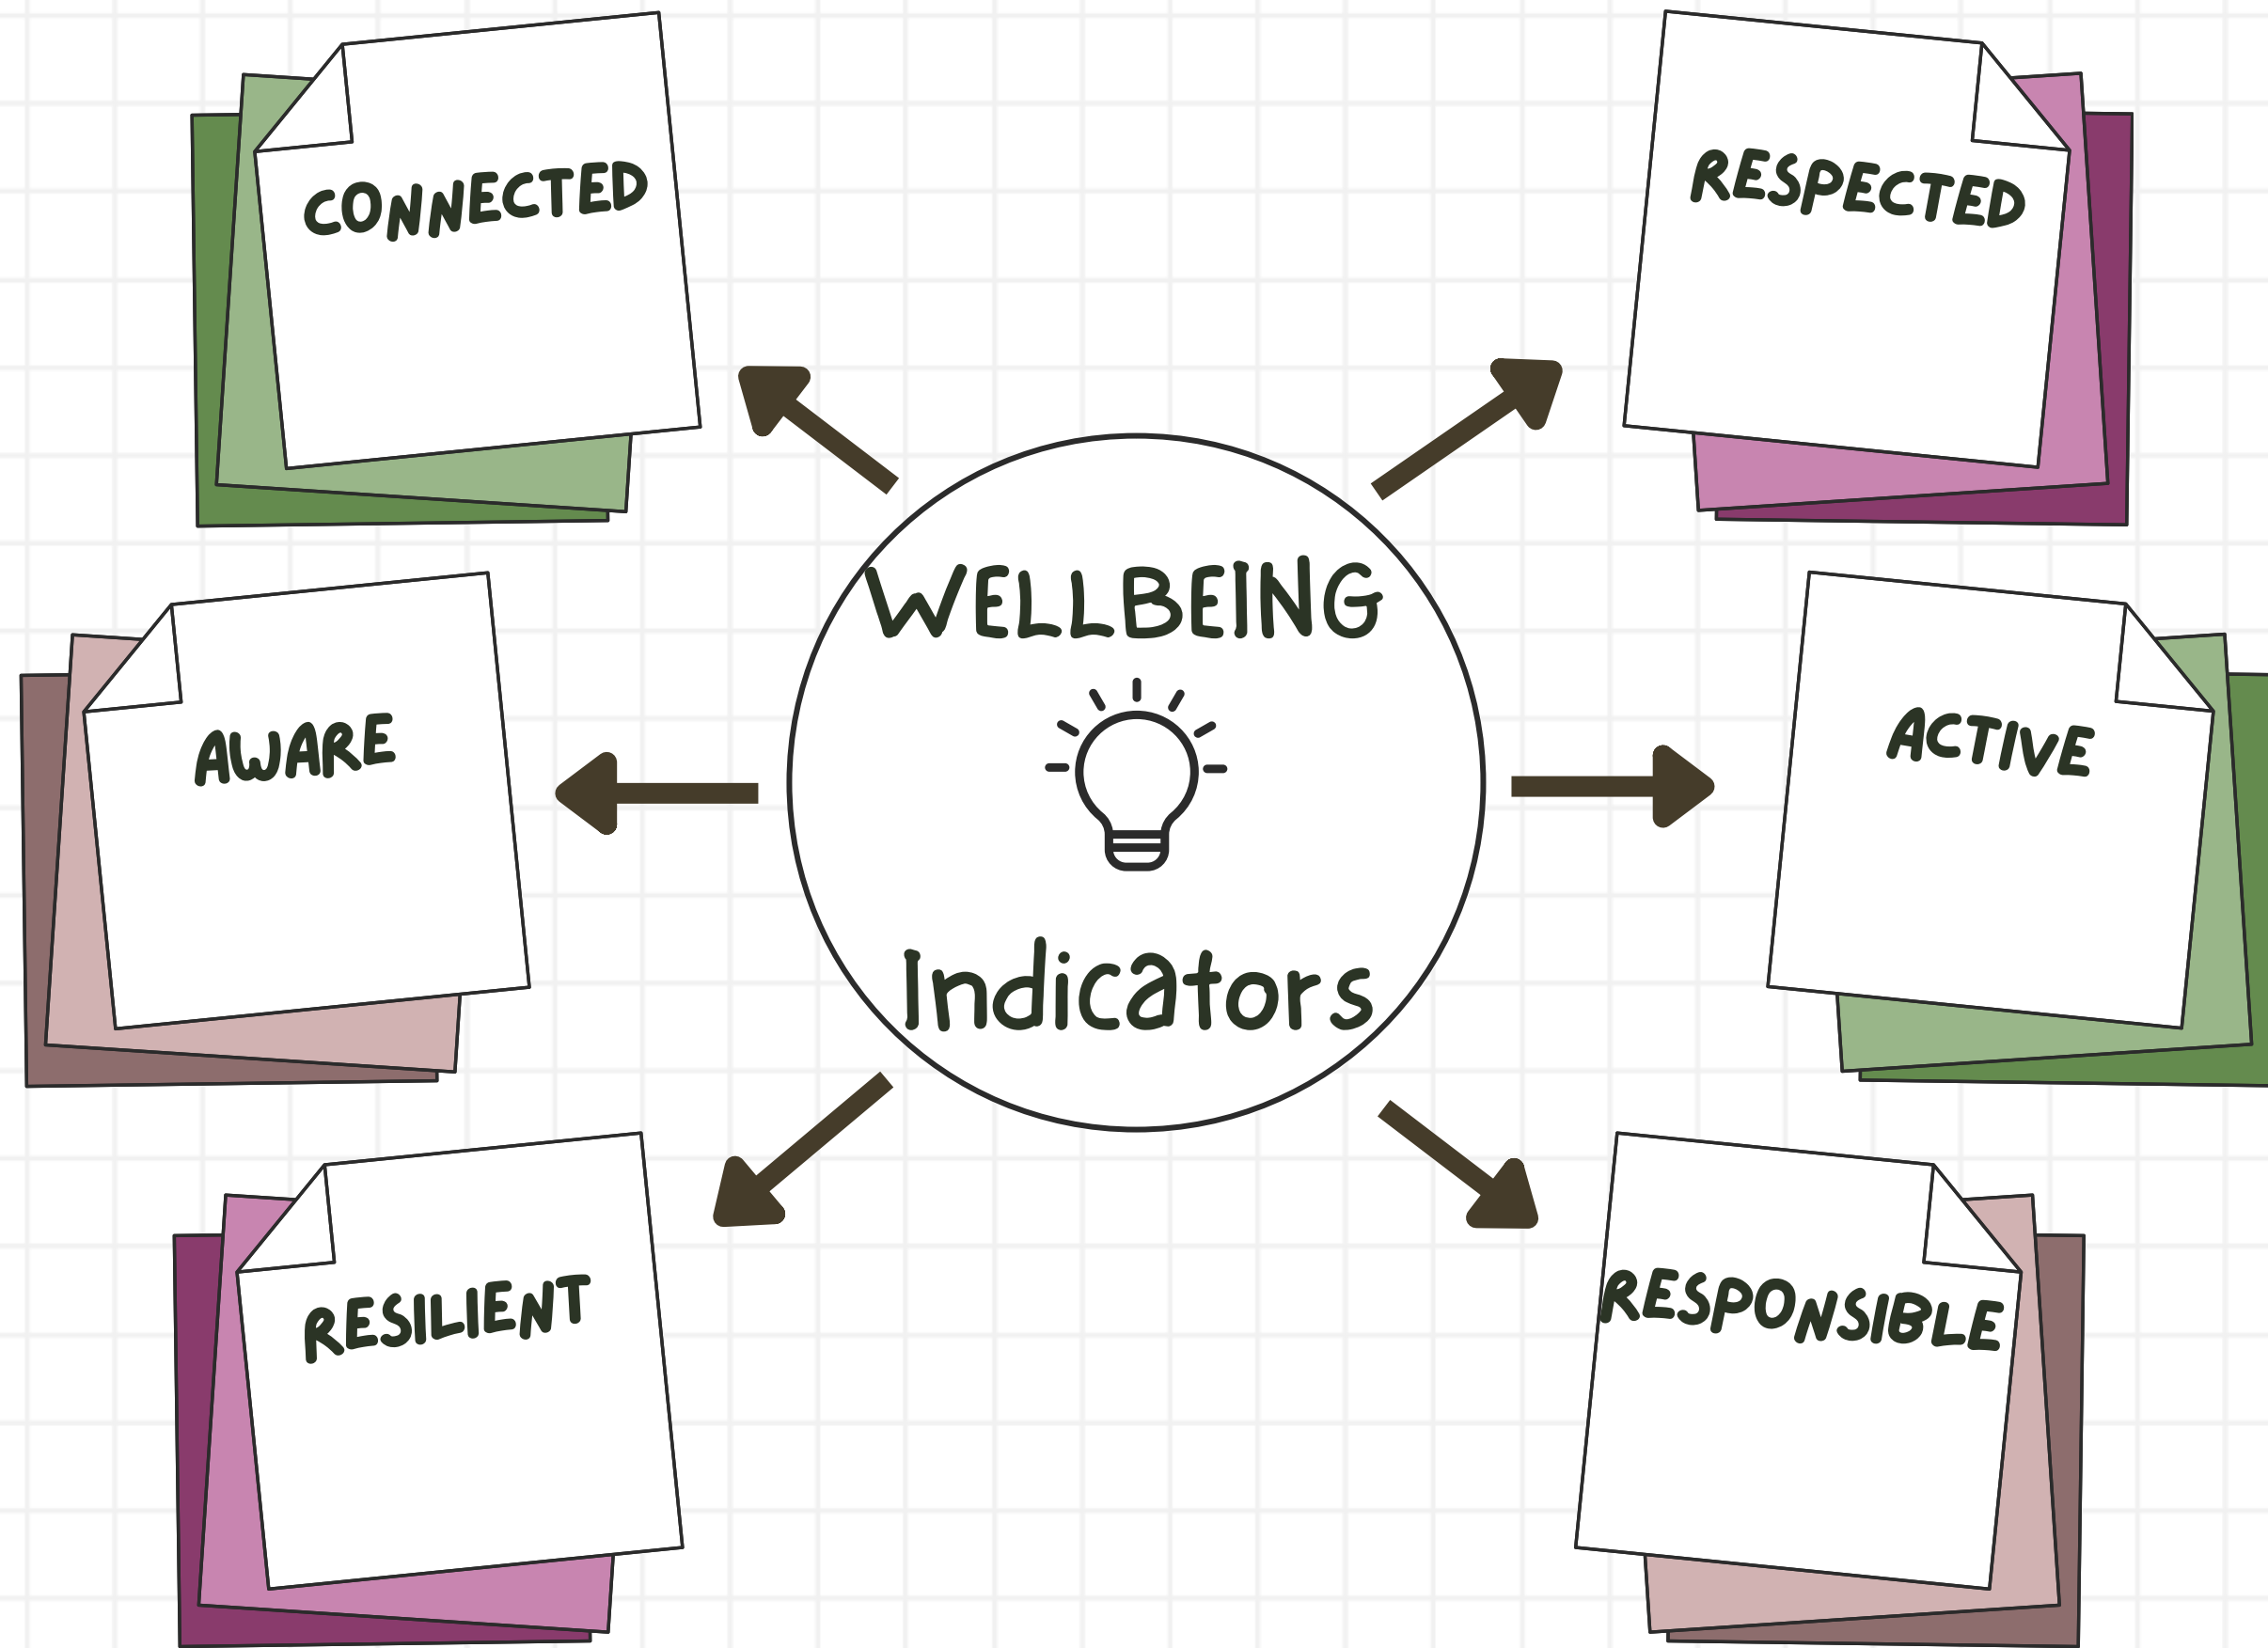 CONNECTED
RESPECTED
WELLBEING
Indicators
AWARE
ACTIVE
RESILIENT
RESPONSIBLE